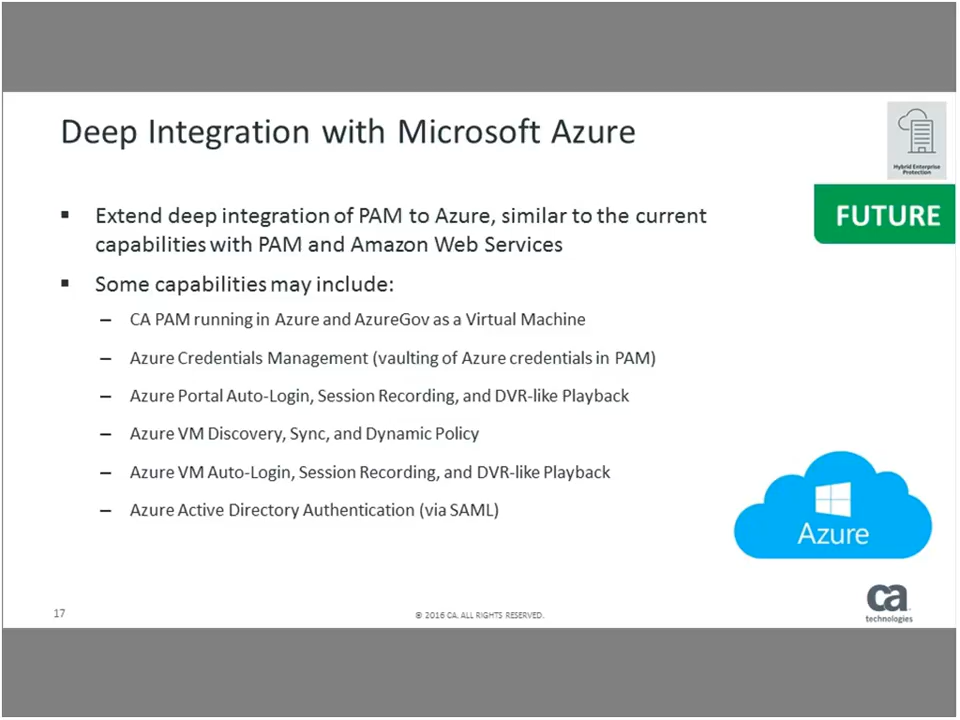 Deep Integration with Microsoft Azure
Hybrid Enterprise
Protection
FUTURE
▪ Extend deep integration of PAM to Azure, similar to the current
capabilities with PAM and Amazon Web Services
▪ Some capabilities may include:
– CA PAM running in Azure and AzureGov as a Virtual Machine
– Azure Credentials Management (vaulting of Azure credentials in PAM)
– Azure Portal Auto-Login, Session Recording, and DVR-like Playback
– Azure VM Discovery, Sync, and Dynamic Policy
– Azure VM Auto-Login, Session Recording, and DVR-like Playback
– Azure Active Directory Authentication (via SAML)
Azure
17
© 2016 CA. ALL RIGHTS RESERVED.
ca
technologies